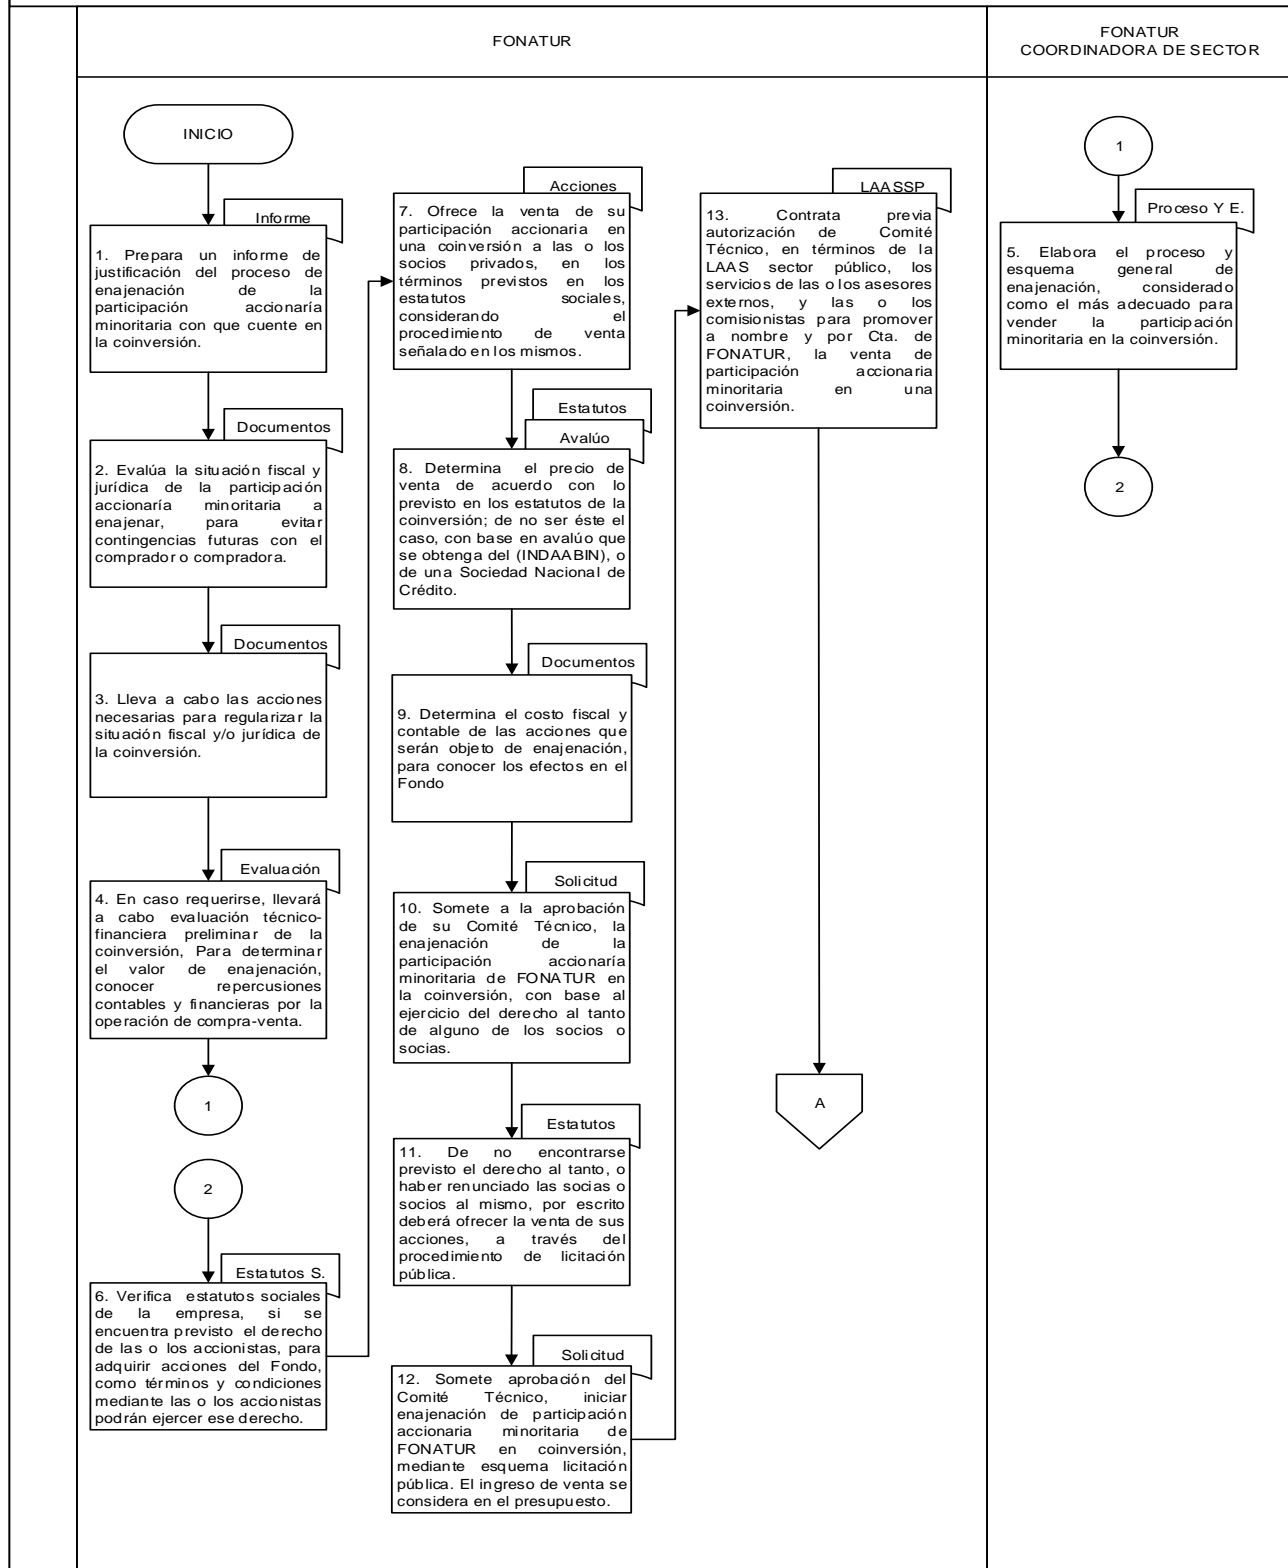 FONATUR
FONATUR
COORDINADORA DE SECTOR
INICIO
Informe
1. Prepara un informe de
justificación del proceso de
enajenación de la
participación accionaría
minoritaria con que cuente en
la coinversión.
Documentos
2. Evalúa la situación fiscal y
jurídica de la participación
accionaría minoritaria a
enajenar, para evitar
contingencias futuras con el
comprador o compradora.
Documentos
3. Lleva a cabo las acciones
necesarias para regularizar la
situación fiscal y/o jurídica de
la coinversión.
Evaluación
4. En caso requerirse, llevará
a cabo evaluación técnico-
financiera preliminar de la
coinversión, Para determinar
el valor de enajenación,
conocer repercusiones
contables y financieras por la
operación de compra-venta.
1
2
Estatutos S.
6. Verifica estatutos sociales
de la empresa, si se
encuentra previsto el derecho
de las o los accionistas, para
adquirir acciones del Fondo,
como términos y condiciones
mediante las o los accionistas
podrán ejercer ese derecho.
Acciones
7. Ofrece la venta de su
participación accionaria en
una coinversión a las o los
socios privados, en los
términos previstos en los
estatutos sociales,
considerando el
procedimiento de venta
señalado en los mismos.
Estatutos
Avalúo
8. Determina el precio de
venta de acuerdo con lo
previsto en los estatutos de la
coinversión; de no ser éste el
caso, con base en avalúo que
se obtenga del (INDAABIN), o
de una Sociedad Nacional de
Crédito.
Documentos
9. Determina el costo fiscal y
contable de las acciones que
serán objeto de enajenación,
para conocer los efectos en el
Fondo
Solicitud
10. Somete a la aprobación
de su Comité Técnico, la
enajenación de la
participación accionaría
minoritaria de FONATUR en
la coinversión, con base al
ejercicio del derecho al tanto
de alguno de los socios o
socias.
Estatutos
11. De no encontrarse
previsto el derecho al tanto, o
haber renunciado las socias o
socios al mismo, por escrito
deberá ofrecer la venta de sus
acciones, a través del
procedimiento de licitación
pública.
Solicitud
12. Somete aprobación del
Comité Técnico, iniciar
enajenación de participación
accionaria minoritaria de
FONATUR en coinversión,
mediante esquema licitación
pública. El ingreso de venta se
considera en el presupuesto.
LAASSP
13. Contrata previa
autorización de Comité
Técnico, en términos de la
LAAS sector público, los
servicios de las o los asesores
externos, y las o los
comisionistas para promover
a nombre y por Cta. de
FONATUR, la venta de
participación accionaria
minoritaria en una
coinversión.
A
1
Proceso Y E.
5. Elabora el proceso y
esquema general de
enajenación, considerado
como el más adecuado para
vender la participación
minoritaria en la coinversión.
2